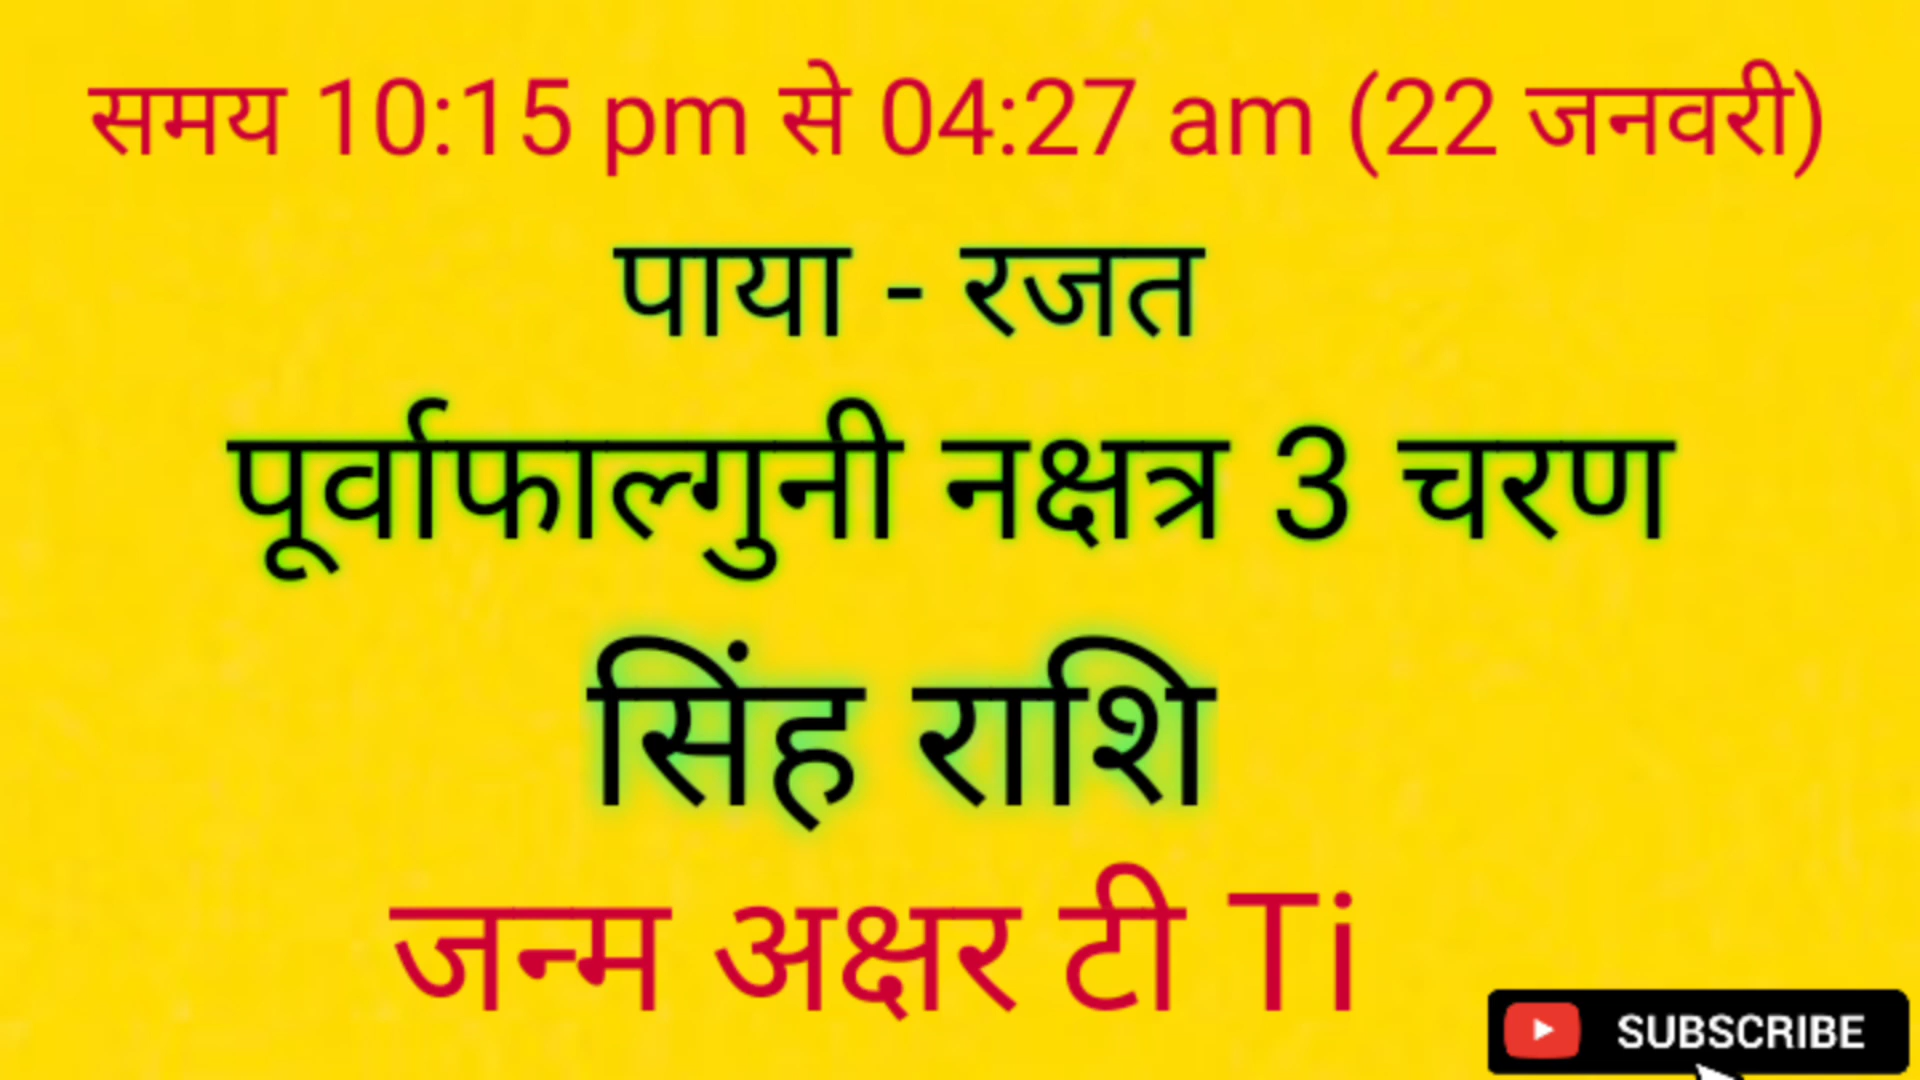 समय 10:15 pm से 04:27 am (22 जनवरी)
पाया - रजत
पूर्वाफाल्गुनी नक्षत्र 3 चरण
सिंह राशि
जन्म अक्षर टी Ti
SUBSCRIBE